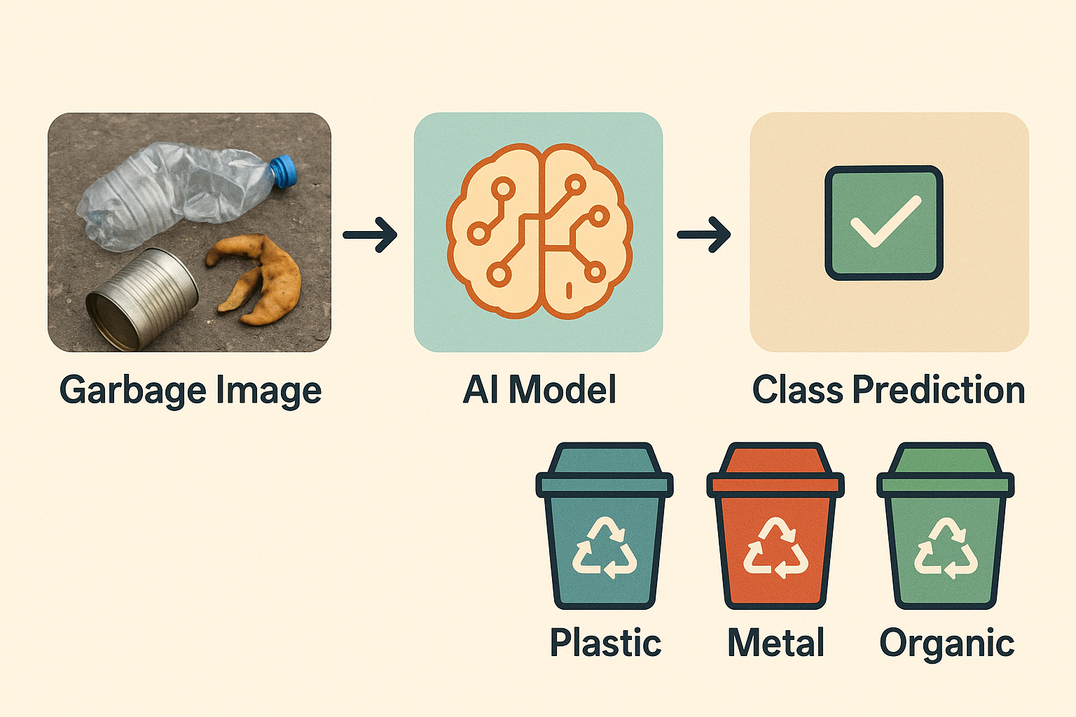 Garbage Image
AI Model
Class Prediction
Plastic
Metal
Organic